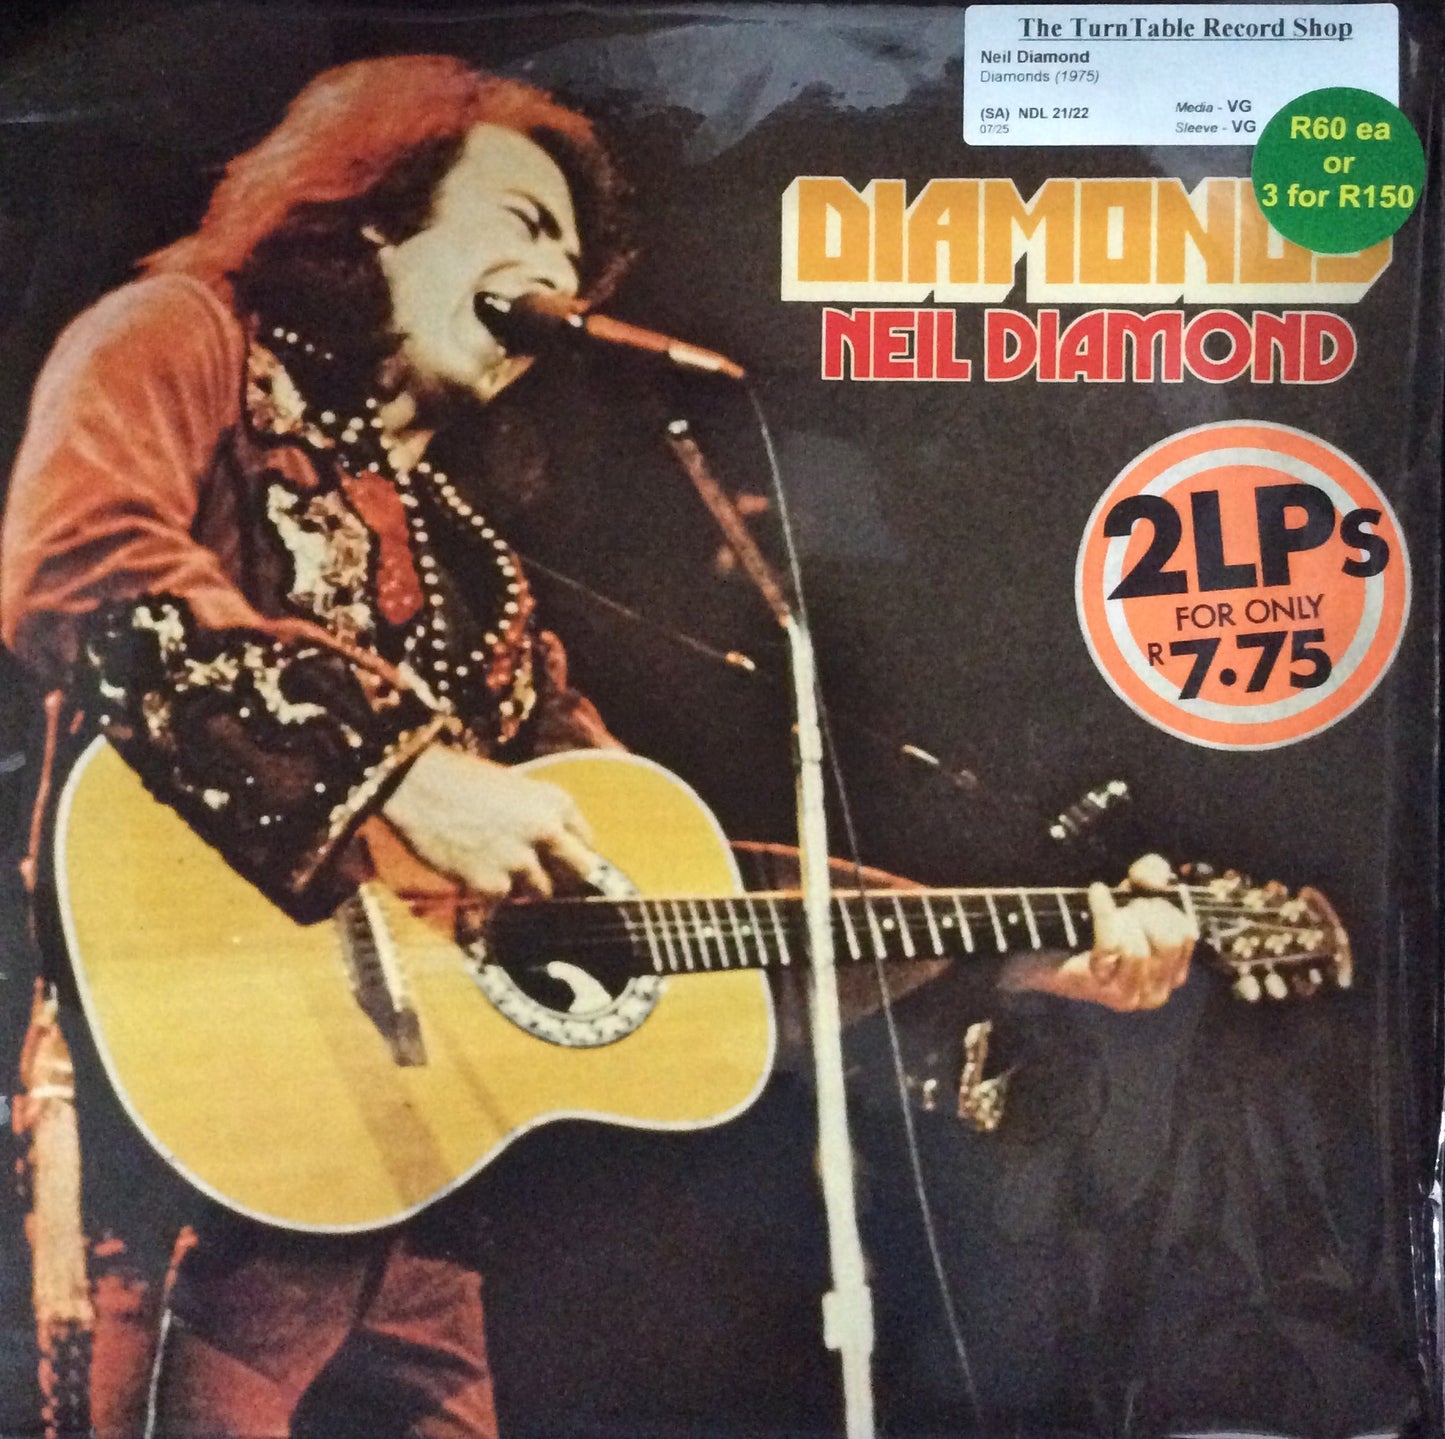 The TurnTable Record Shop
Neil Diamond
Diamonds (1975)
(SA) NDL 21/22
07/25
Media - VG
Sleeve - VG
R60 ea
or
3 for R150
DIAMONDS
NEIL DIAMOND
2LPs
FOR ONLY
R7.75